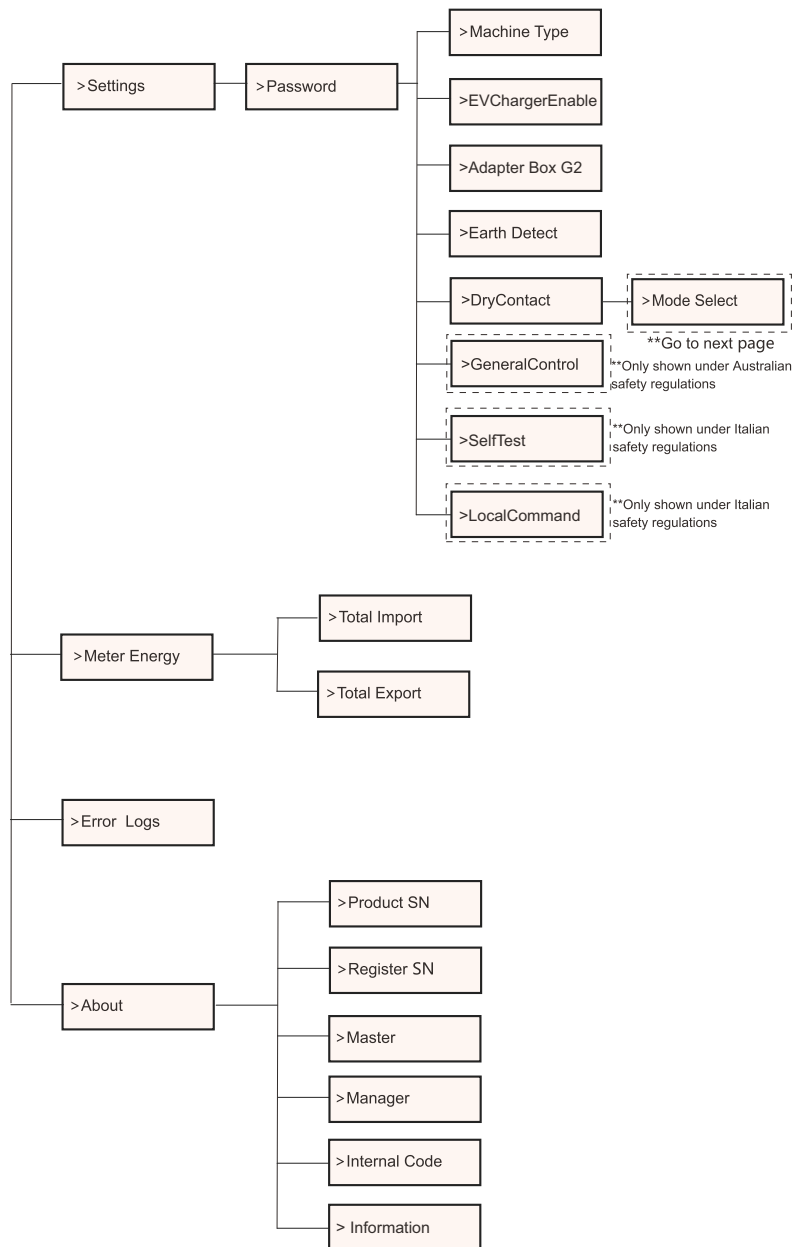 >Settings
>Password
>Machine Type
>EVChargerEnable
>Adapter Box G2
>Earth Detect
>DryContact
>Mode Select
**Go to next page
>GeneralControl
**Only shown under Australian
safety regulations
>SelfTest
**Only shown under Italian
safety regulations
>LocalCommand
**Only shown under Italian
safety regulations
>Meter Energy
>Total Import
>Total Export
>Error Logs
>About
>Product SN
>Register SN
>Master
>Manager
>Internal Code
> Information